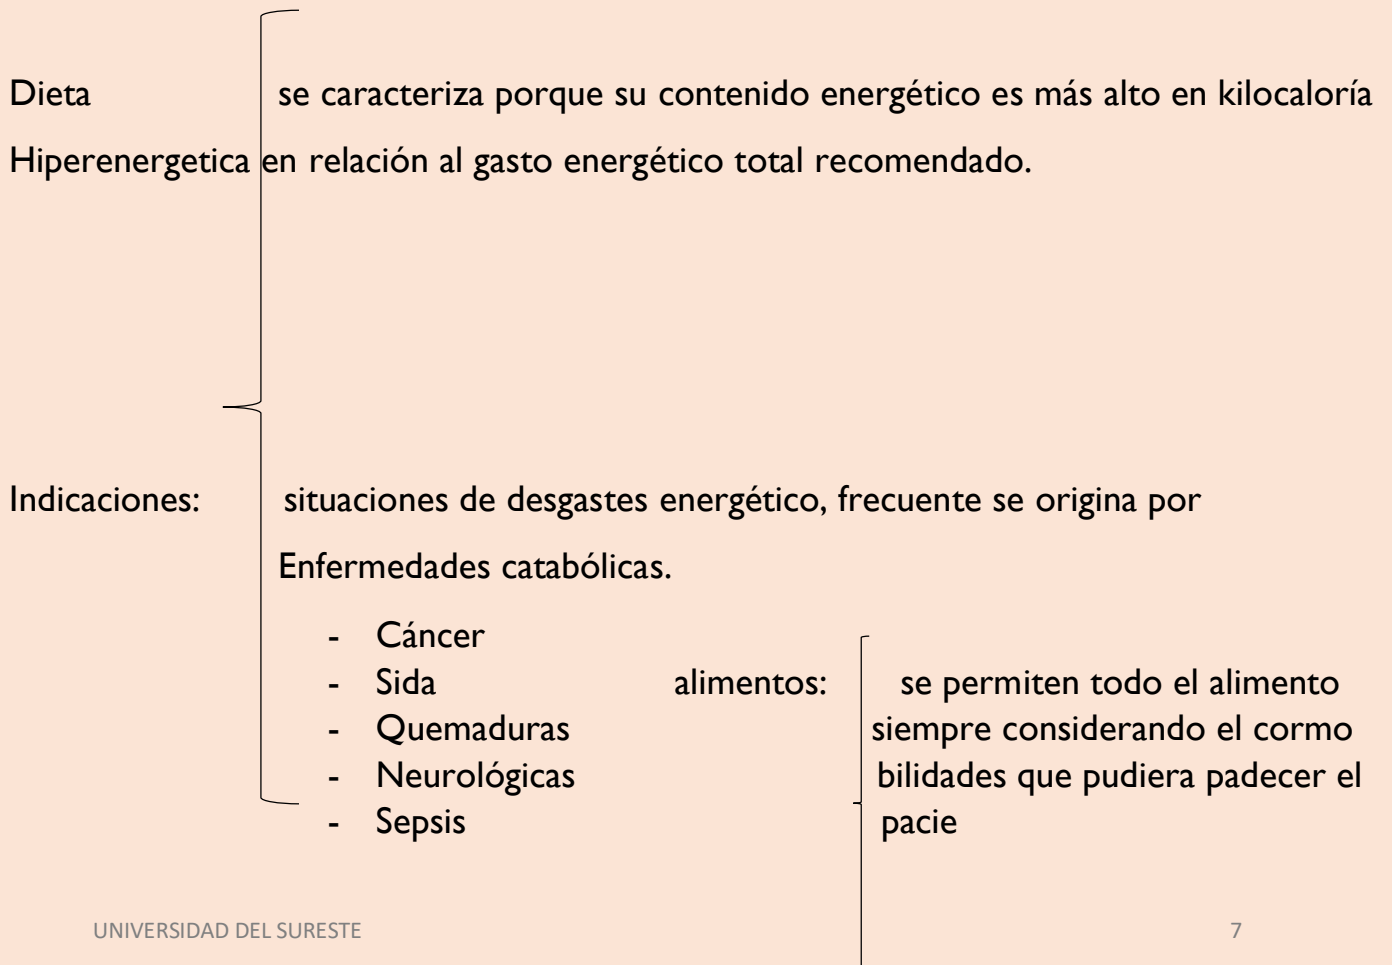 Dieta se caracteriza porque su contenido energético es más alto en kilocaloría
Hiperenergetica en relación al gasto energético total recomendado.
Indicaciones: situaciones de desgastes energético, frecuente se origina por
Enfermedades catabólicas.
- Cáncer
- Sida alimentos: se permiten todo el alimento
- Quemaduras siempre considerando el cormo
- Neurológicas bilidades que pudiera padecer el
- Sepsis pacie
UNIVERSIDAD DEL SURESTE 7